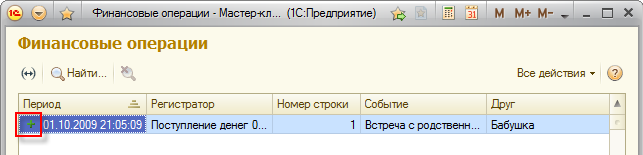 Финансовые операции - Мастер-кл... (1С:Предприятие)
M M+ M-
Финансовые операции
Найти... Все действия
Период Регистратор Номер строки Событие Друг
01.10.2009 21:05:09 Поступление денег 0... 1 Встреча с родственн... Бабушка